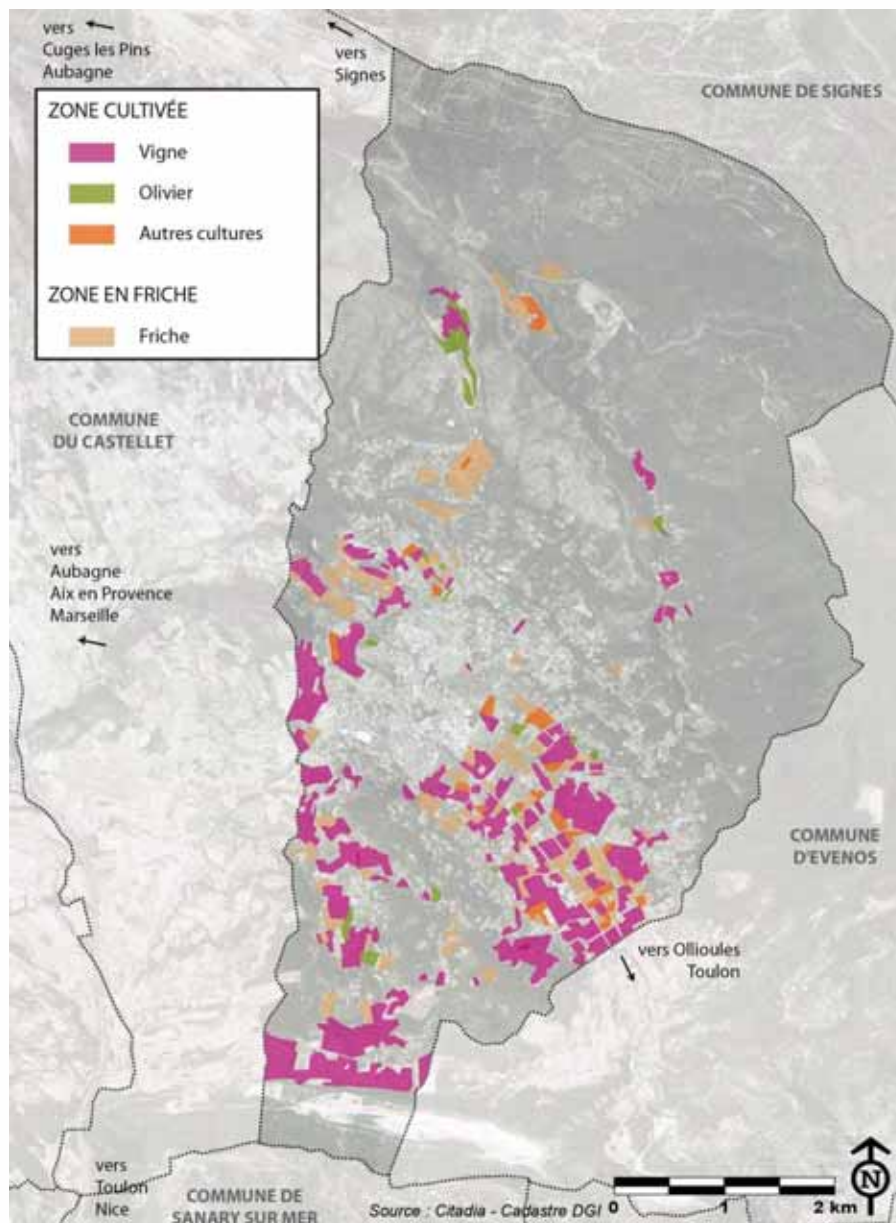 vers
Cuges les Pins
Aubagne
vers
Signes
COMMUNE DE SIGNES
ZONE CULTIVÉE
Vigne
Olivier
Autres cultures
ZONE EN FRICHE
Friche
COMMUNE
DU CASTELLET
vers
Aubagne
Aix en Provence
Marseille
COMMUNE
D'EVENOS
vers Ollioules
Toulon
vers
Toulon
Nice
COMMUNE DE
SANARY SUR MER
Source : Citadia - Cadastre DGI
0 1 2 km
N